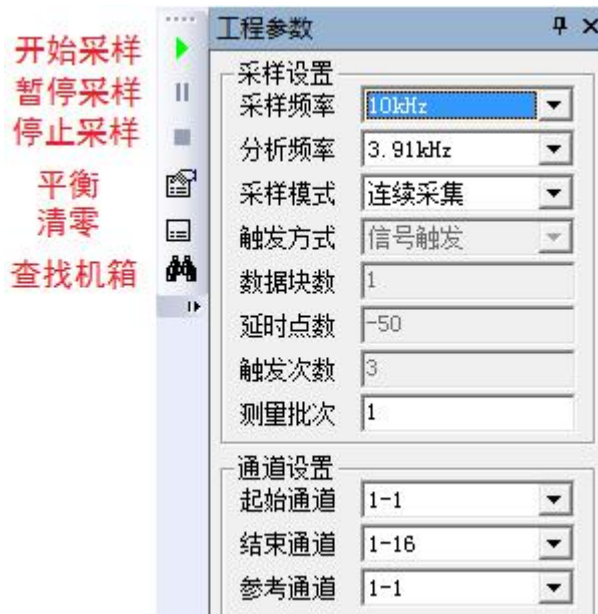 开始采样
暂停采样
停止采样
平衡
清零
查找机箱
工程参数
采样设置
采样频率 10kHz
分析频率 3.91kHz
采样模式 连续采集
触发方式 信号触发
数据块数 1
延时点数 -50
触发次数 3
测量批次 1
通道设置
起始通道 1-1
结束通道 1-16
参考通道 1-1